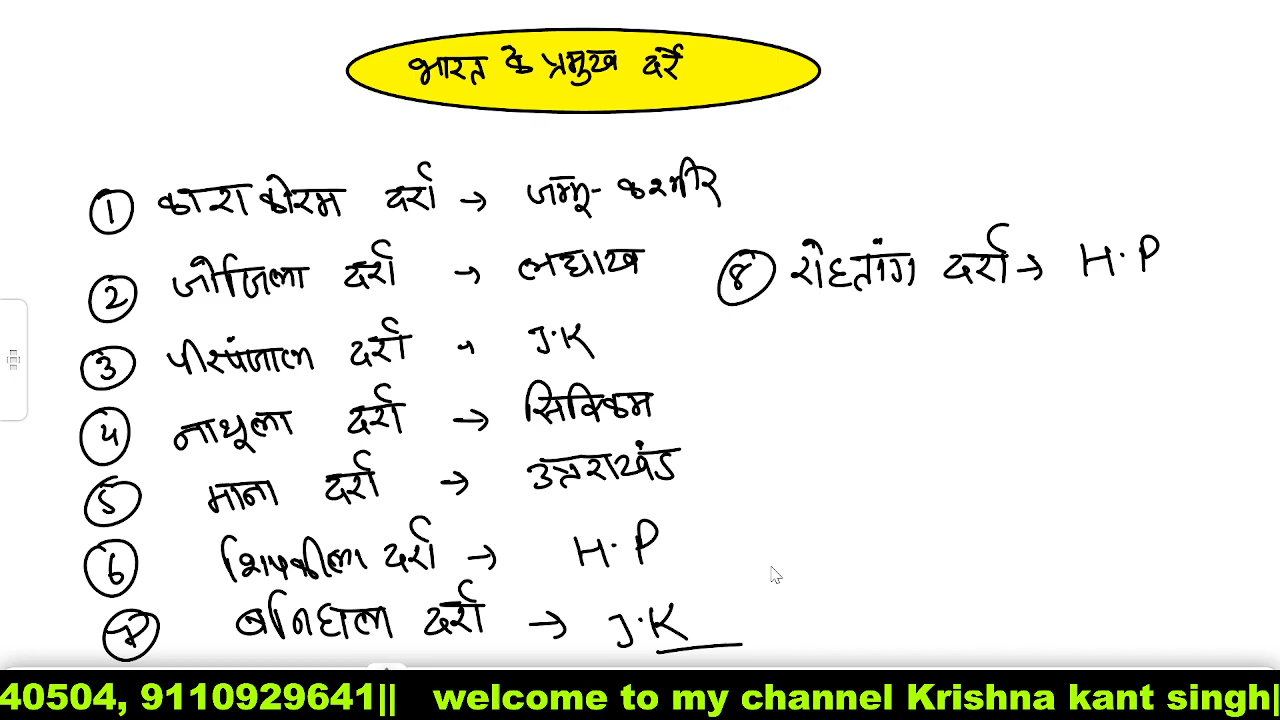 भारत के प्रमुख दर्रे
① काराकोरम दर्रा → जम्मू-कश्मीर
② जोजिला दर्रा → लद्याख
③ पीरपंजाल दर्रा → J.K
④ नाथूला दर्रा → सिक्किम
⑤ माना दर्रा → उत्तराखंड
⑥ शिपकीला दर्रा → H.P
⑦ बनिहाल दर्रा → J.K
⑧ रोहतांग दर्रा → H.P
40504, 9110929641|| welcome to my channel Krishna kant singh|